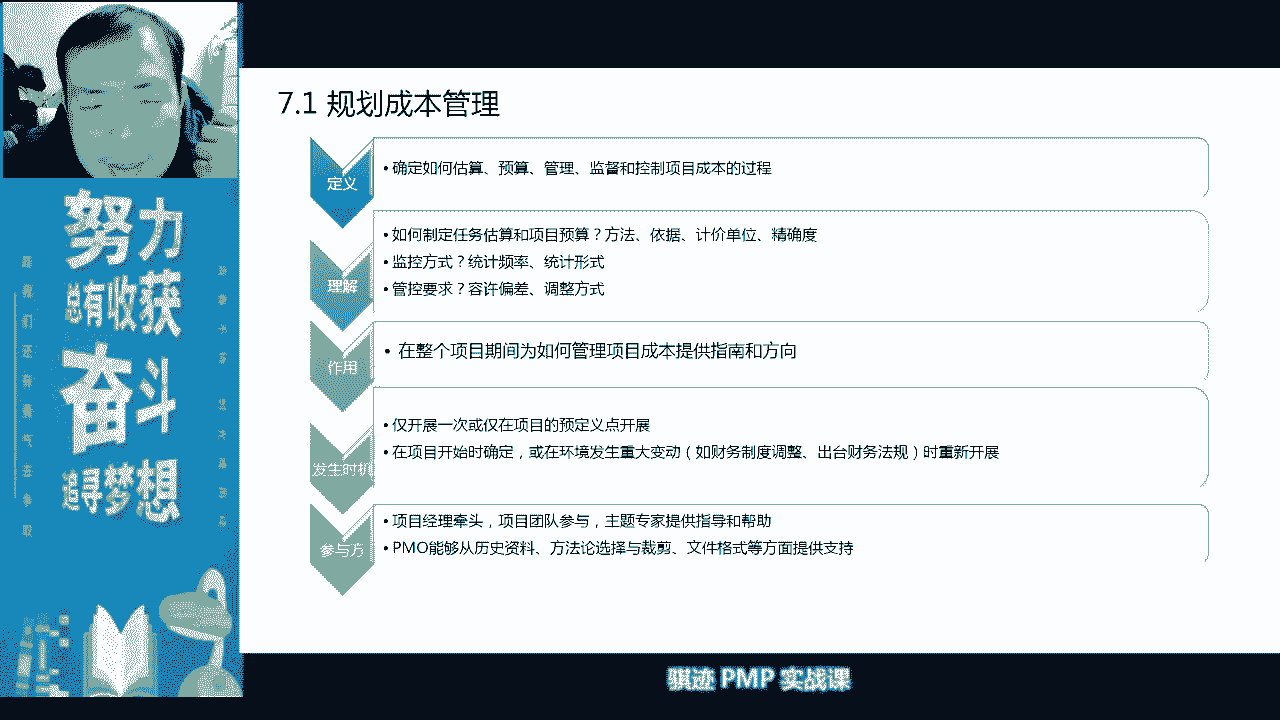 7.1 规划成本管理
定义
•确定如何估算、预算、管理、监督和控制项目成本的过程
理解
•如何制定任务估算和项目预算？方法、依据、计价单位、精确度
•监控方式？统计频率、统计形式
•管控要求？容许偏差、调整方式
作用
• 在整个项目期间为如何管理项目成本提供指南和方向
发生时机
•仅开展一次或仅在项目的预定义点开展
•在项目开始时确定，或在环境发生重大变动（如财务制度调整、出台财务法规）时重新开展
参与方
•项目经理牵头，项目团队参与，主题专家提供指导和帮助
•PMO能够从历史资料、方法论选择与裁剪、文件格式等方面提供支持
努力
总有收获
奋斗
追寻梦想
骐迹 PMP 实战课